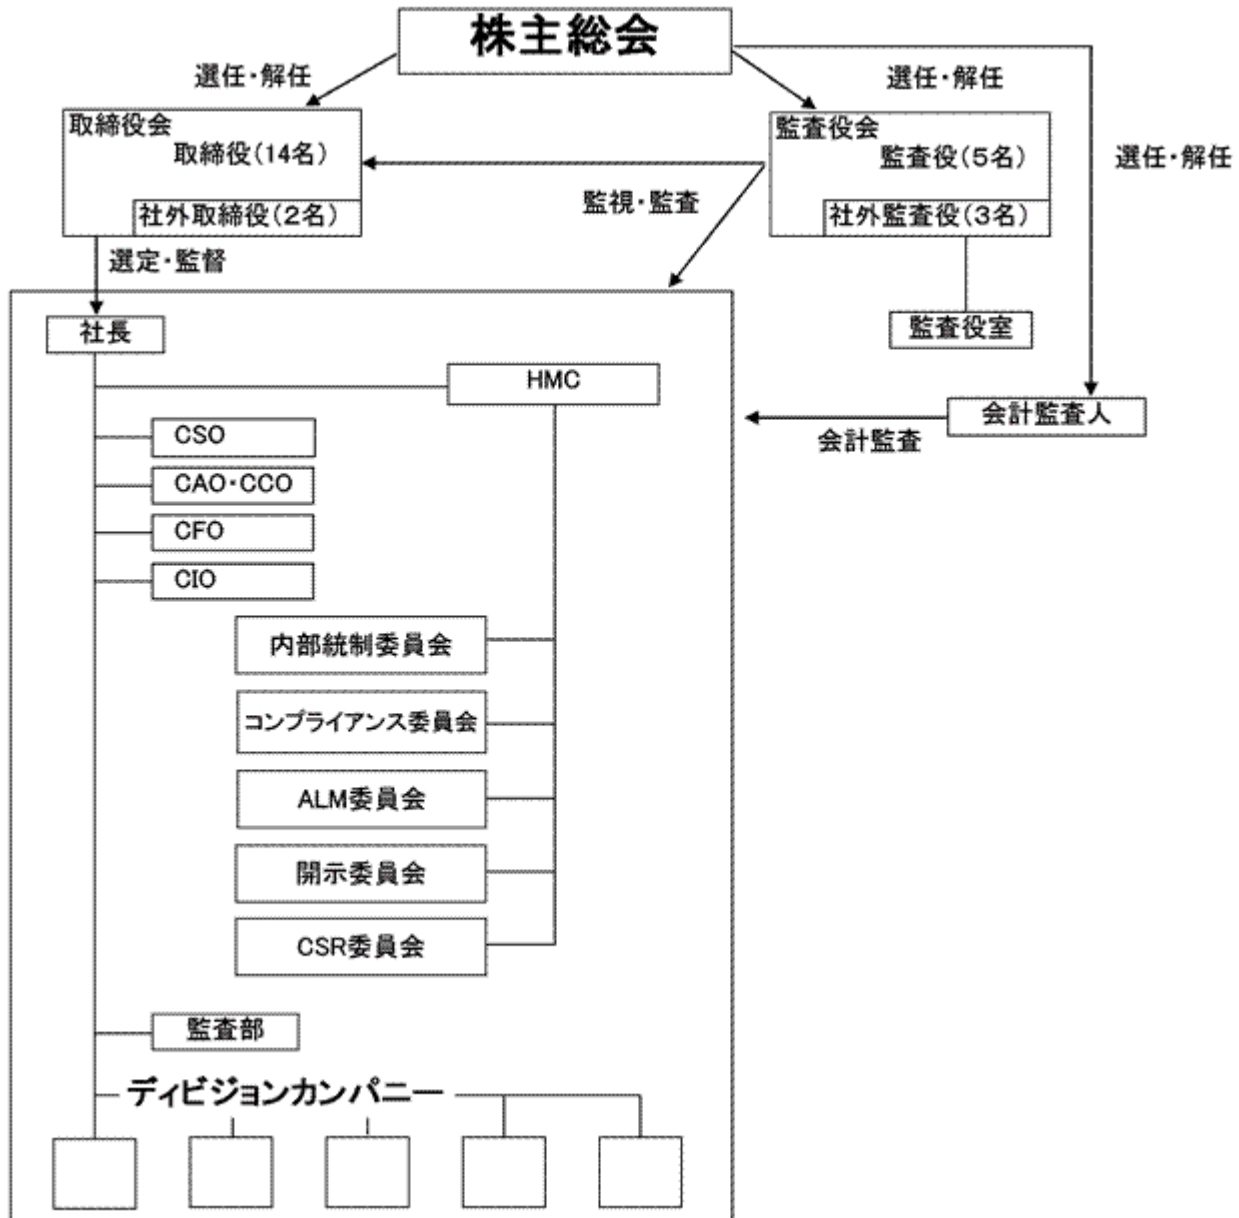 株主総会
選任・解任
選任・解任
取締役会
取締役(14名)
社外取締役(2名)
監査役会
監査役(5名)
社外監査役(3名)
選任・解任
監視・監査
選定・監督
社長
監査役室
HMC
会計監査人
会計監査
CSO
CAO・CCO
CFO
CIO
内部統制委員会
コンプライアンス委員会
ALM委員会
開示委員会
CSR委員会
監査部
ディビジョンカンパニー